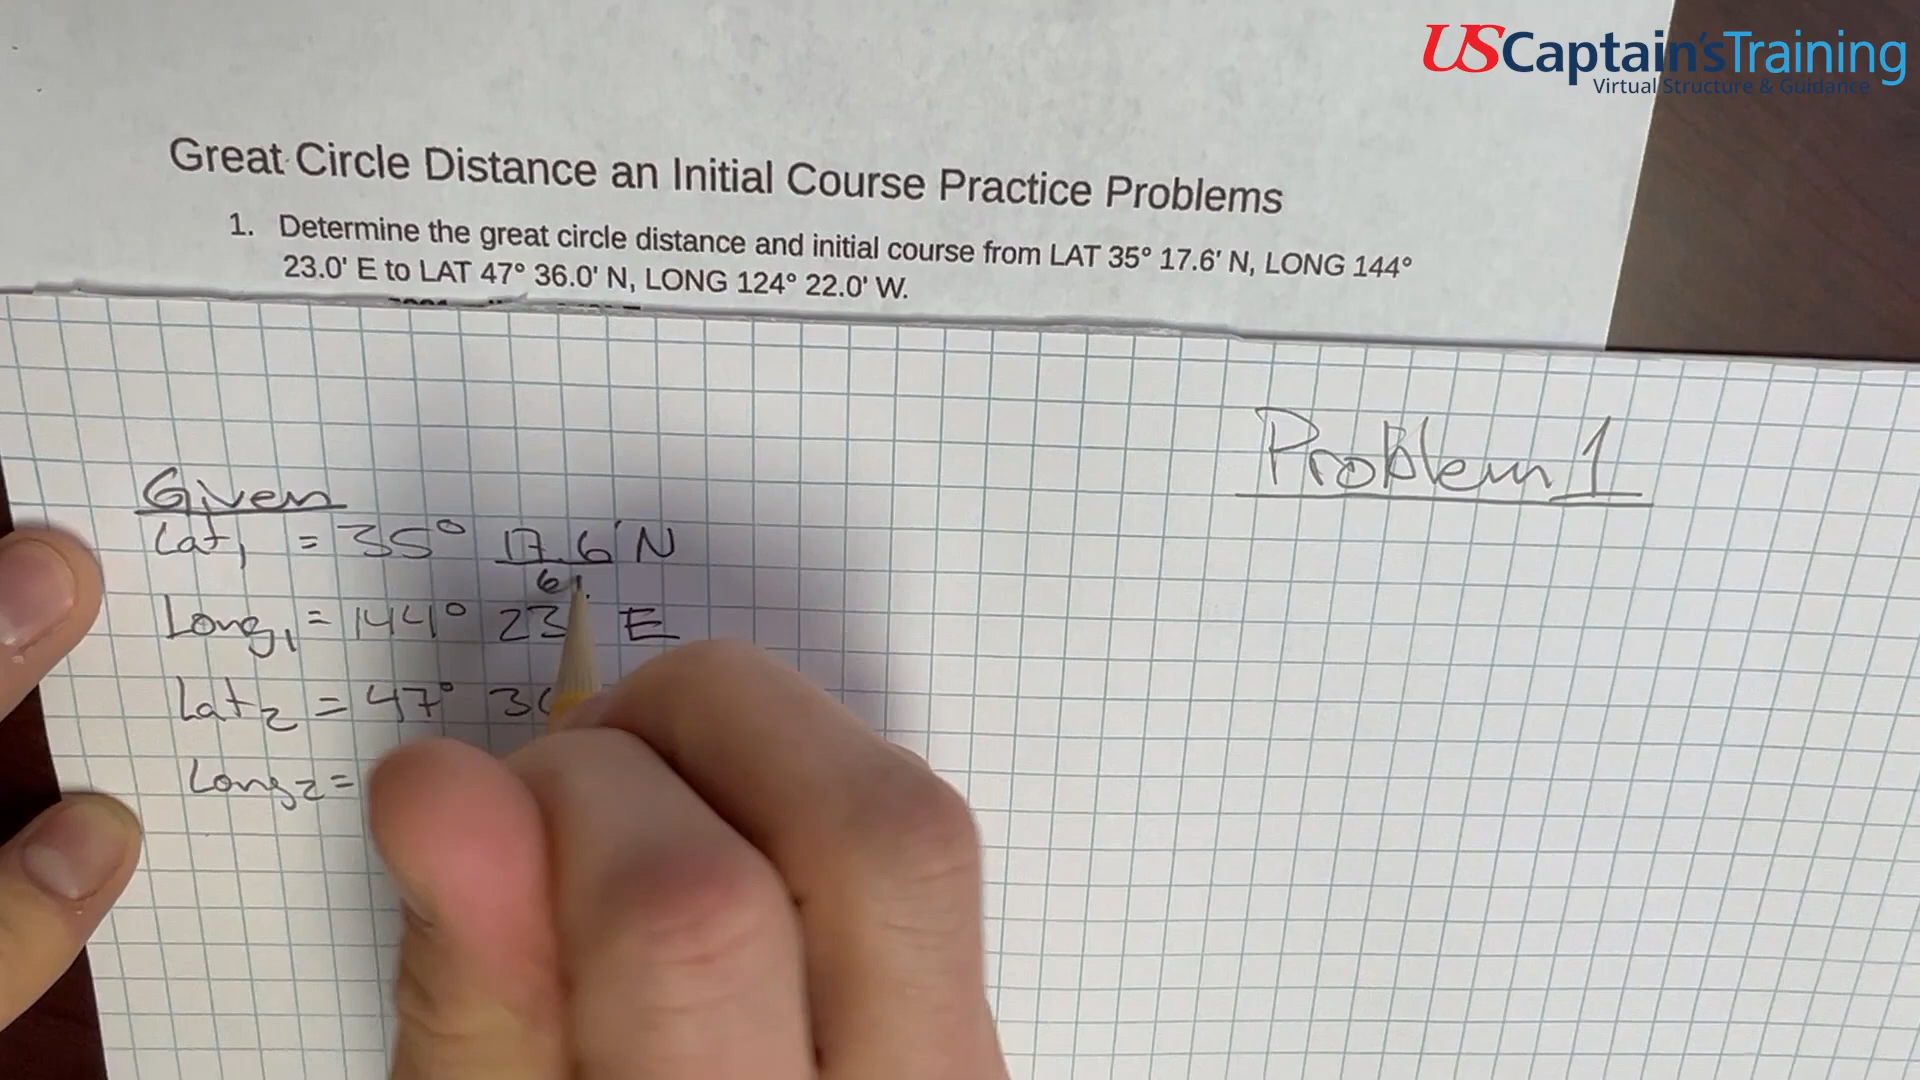 USCaptain'sTraining
Virtual Structure & Guidance
Great Circle Distance an Initial Course Practice Problems
1. Determine the great circle distance and initial course from LAT 35° 17.6' N, LONG 144°
23.0' E to LAT 47° 36.0' N, LONG 124° 22.0' W.
Problem 1
Given
Lat1 = 35° 17.6' N
6
Long1 = 144° 23 E
Lat2 = 47° 3
Long2 =